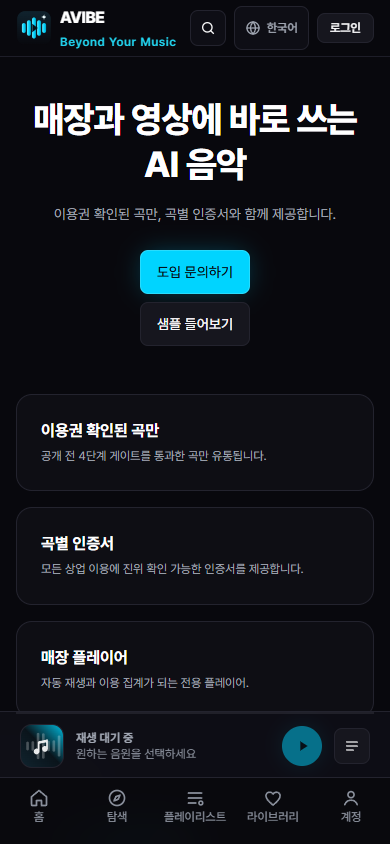 AVIBE
Beyond Your Music
한국어
로그인
매장과 영상에 바로 쓰는
AI 음악
이용권 확인된 곡만, 곡별 인증서와 함께 제공합니다.
도입 문의하기
샘플 들어보기
이용권 확인된 곡만
공개 전 4단계 게이트를 통과한 곡만 유통됩니다.
곡별 인증서
모든 상업 이용에 진위 확인 가능한 인증서를 제공합니다.
매장 플레이어
자동 재생과 이용 집계가 되는 전용 플레이어.
재생 대기 중
원하는 음원을 선택하세요
홈
탐색
플레이리스트
라이브러리
계정